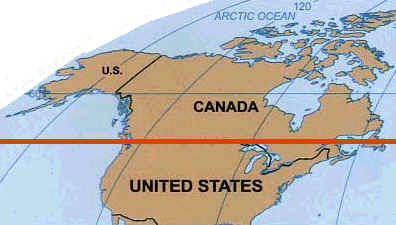 120
ARCTIC OCEAN
U.S.
CANADA
UNITED STATES